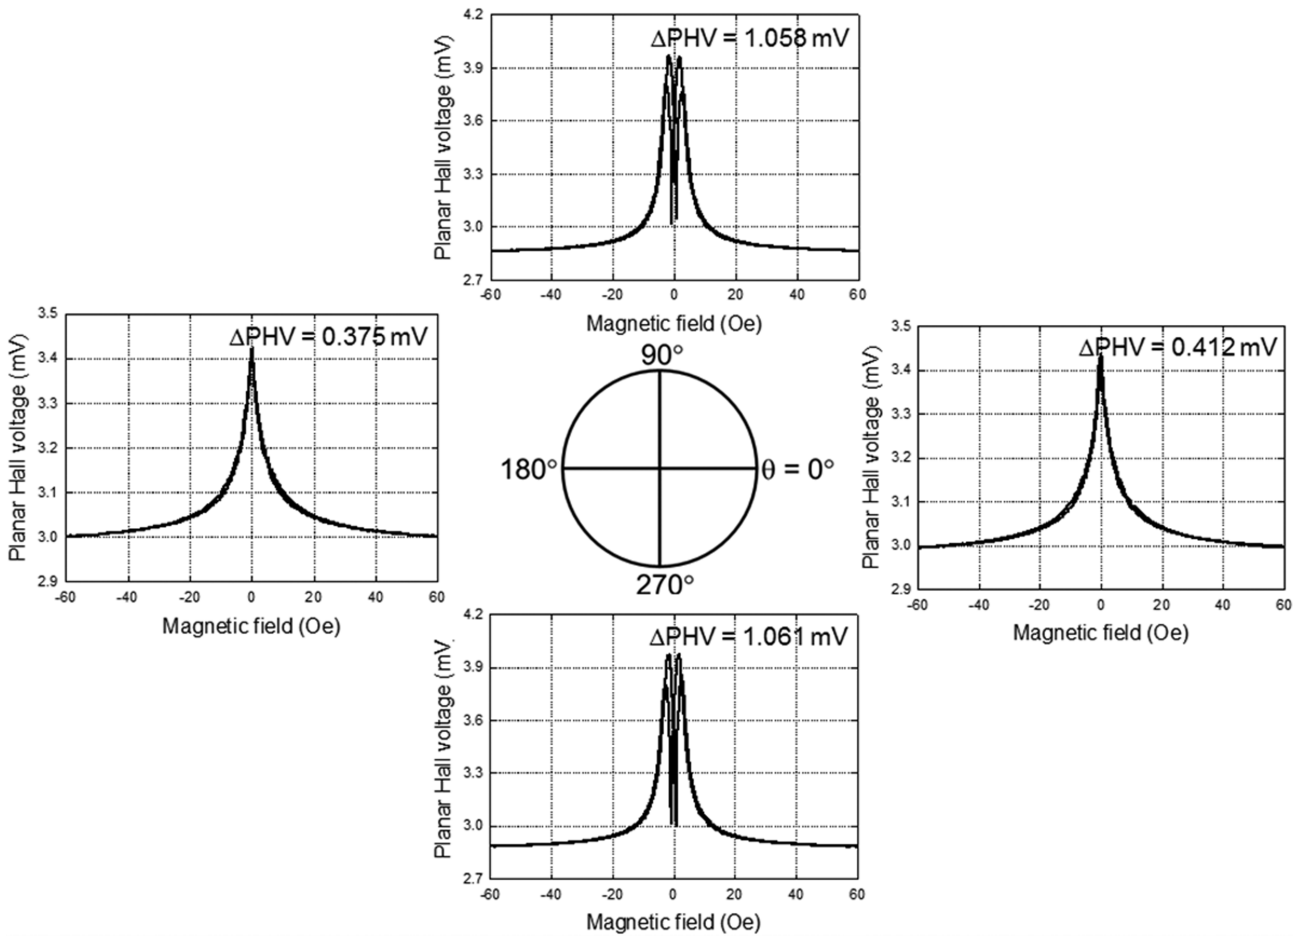 4.2
ΔPHV = 1.058 mV
3.9
3.6
3.3
3.0
2.7
Planar Hall voltage (mV)
-60 -40 -20 0 20 40 60
Magnetic field (Oe)
3.5
ΔPHV = 0.375 mV
3.4
3.3
3.2
3.1
3.0
2.9
Planar Hall voltage (mV)
-60 -40 -20 0 20 40 60
Magnetic field (Oe)
90°
180°
θ = 0°
270°
3.5
ΔPHV = 0.412 mV
3.4
3.3
3.2
3.1
3.0
2.9
Planar Hall voltage (mV)
-60 -40 -20 0 20 40 60
Magnetic field (Oe)
4.2
ΔPHV = 1.061 mV
3.9
3.6
3.3
3.0
2.7
Planar Hall voltage (mV)
-60 -40 -20 0 20 40 60
Magnetic field (Oe)